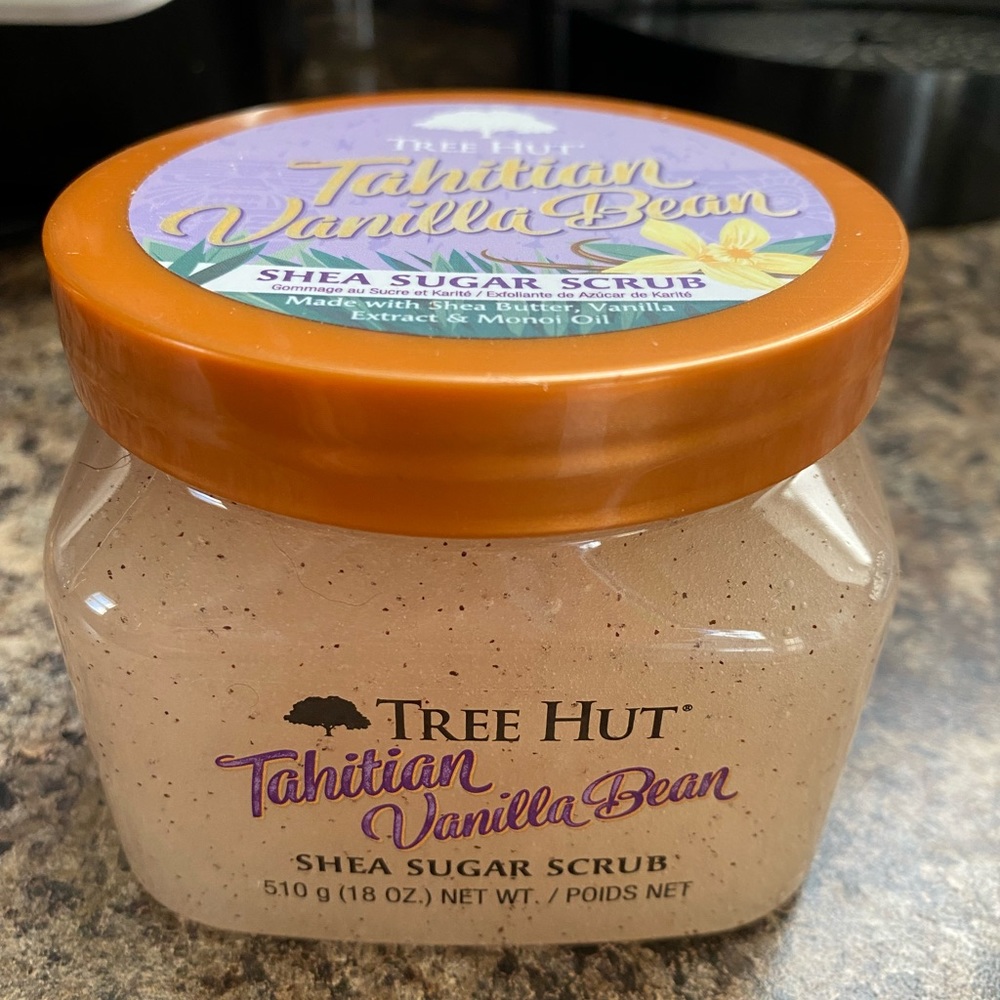 TREE HUT
Tahitian
Vanilla Bean
SHEA SUGAR SCRUB
Gommage au Sucre et Karité / Exfoliante de Azúcar de Karité
Made with Shea Butter, Vanilla
Extract & Monoi Oil
TREE HUT®
Tahitian
Vanilla Bean
SHEA SUGAR SCRUB
510 g (18 OZ.) NET WT. / POIDS NET